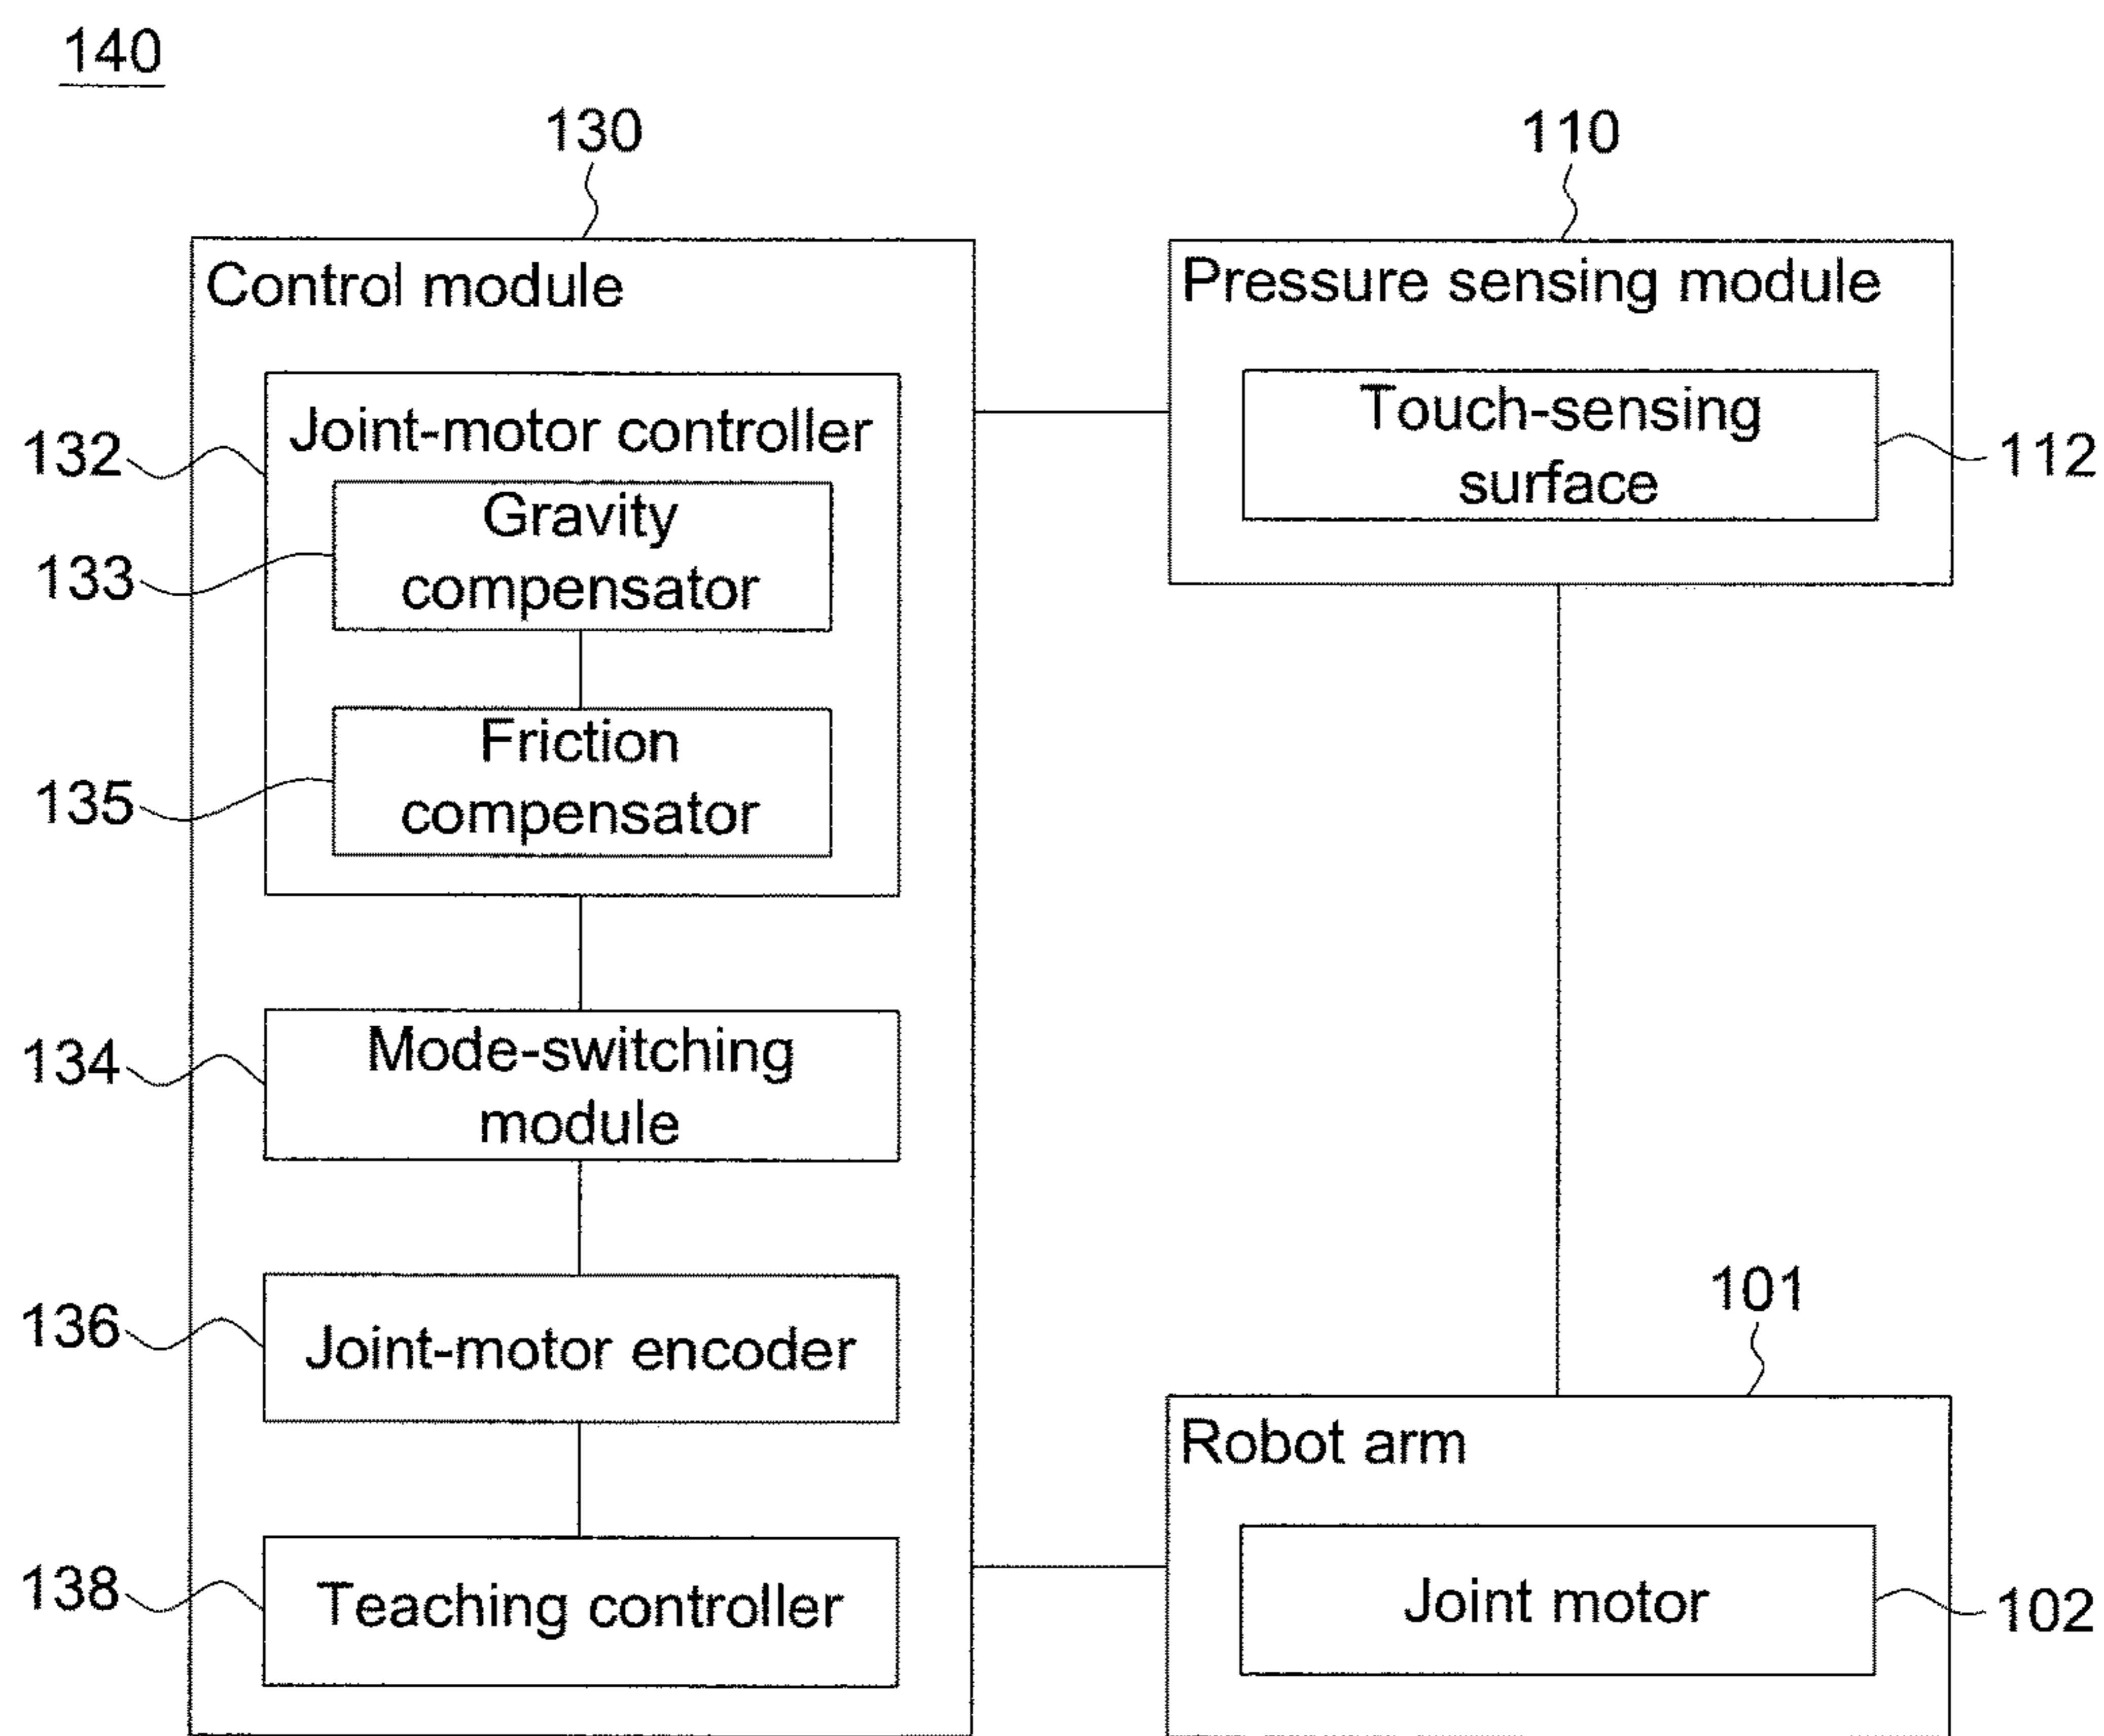 140
130
110
Control module
Pressure sensing module
Joint-motor controller
Touch-sensing
surface
132
112
Gravity
compensator
133
Friction
compensator
135
Mode-switching
module
134
101
136
Joint-motor encoder
Robot arm
138
Teaching controller
Joint motor
102